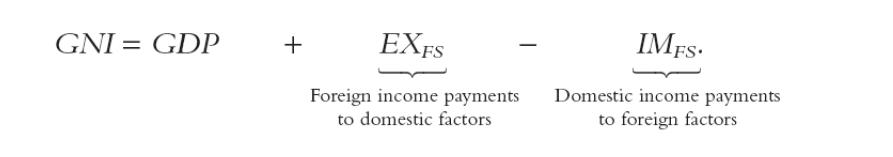 GNI = GDP + EX_FS − IM_FS.
Foreign income payments Domestic income payments
to domestic factors to foreign factors